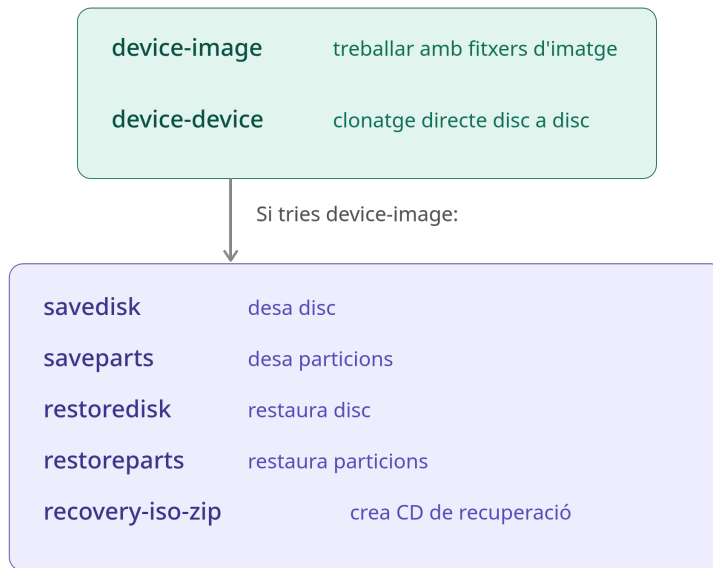 device-image treballar amb fitxers d'imatge
device-device clonatge directe disc a disc
Si tries device-image:
savedisk desa disc
saveparts desa particions
restoredisk restaura disc
restoreparts restaura particions
recovery-iso-zip crea CD de recuperació